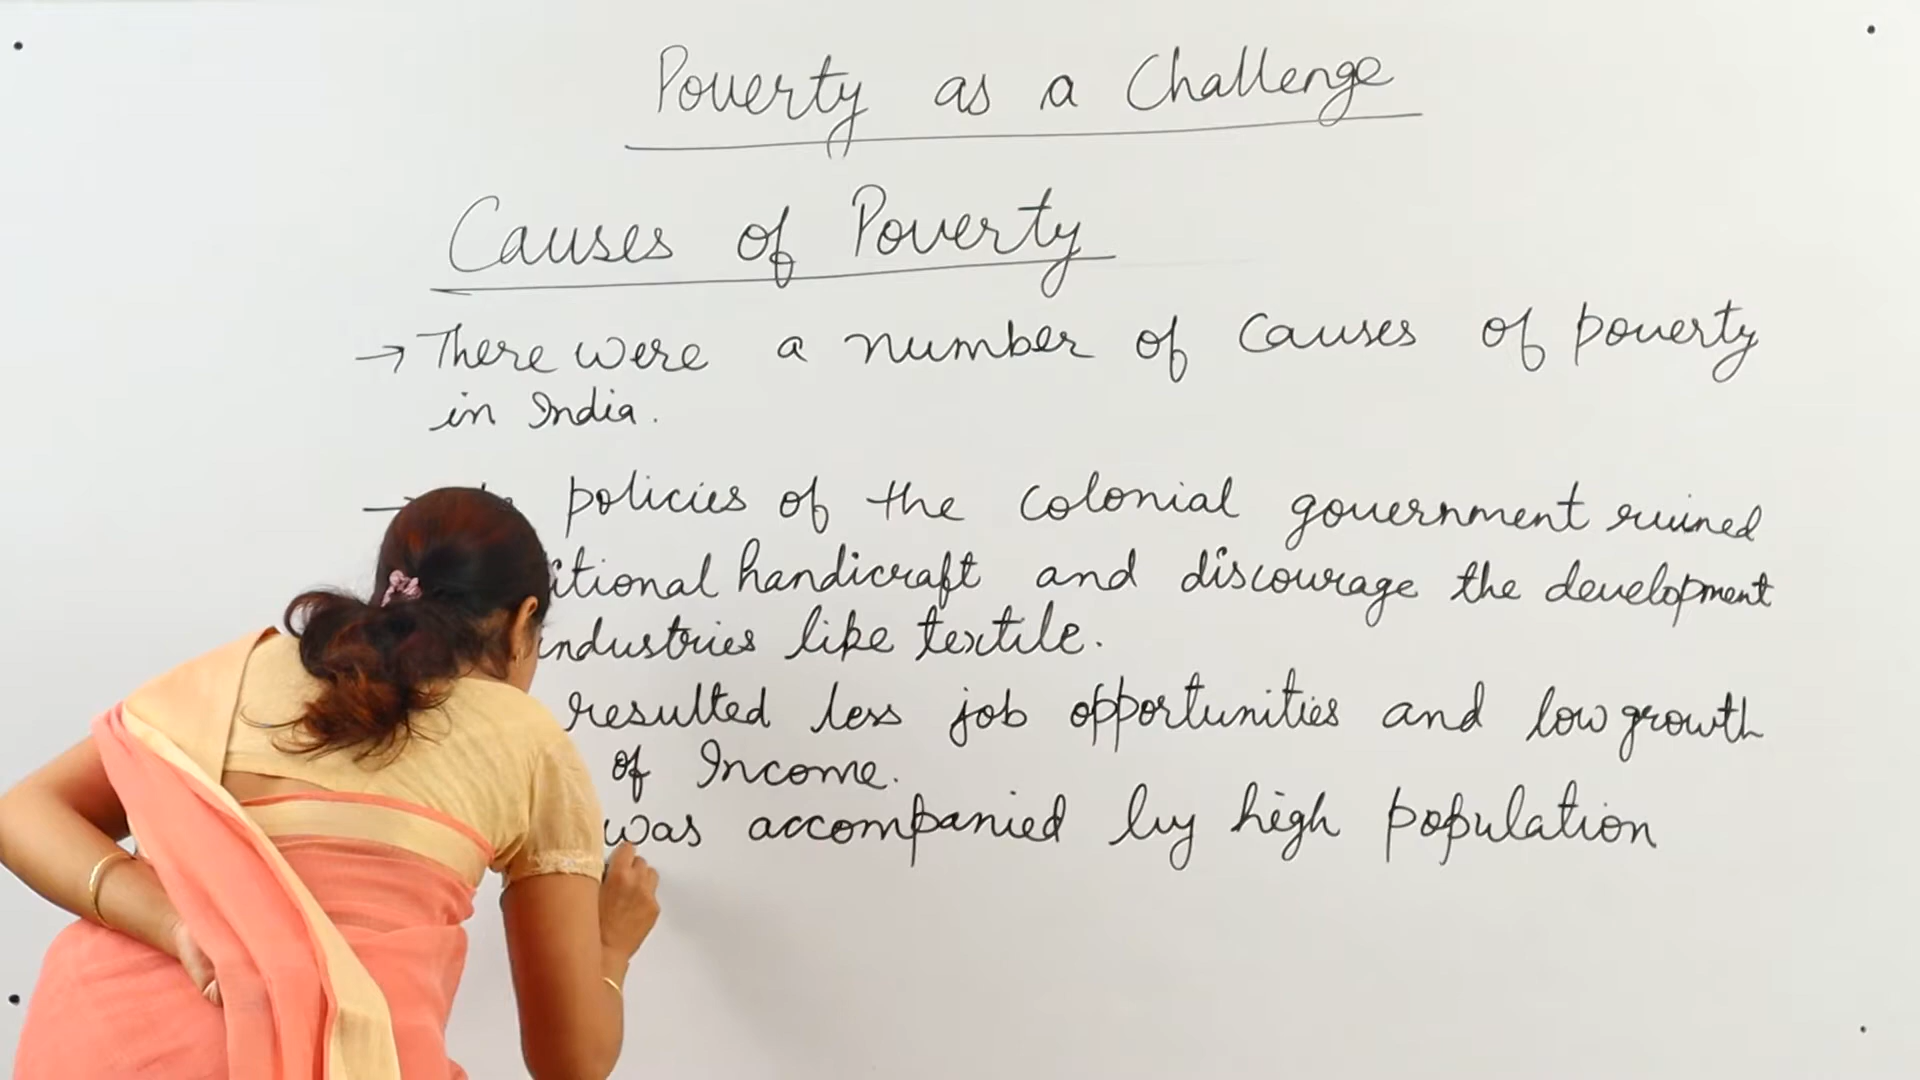 Poverty as a Challenge
Causes of Poverty
→ There were a number of causes of poverty
in India.
policies of the colonial government ruined
itional handicraft and discourage the development
industries like textile.
resulted less job opportunities and low growth
of Income.
was accompanied by high population